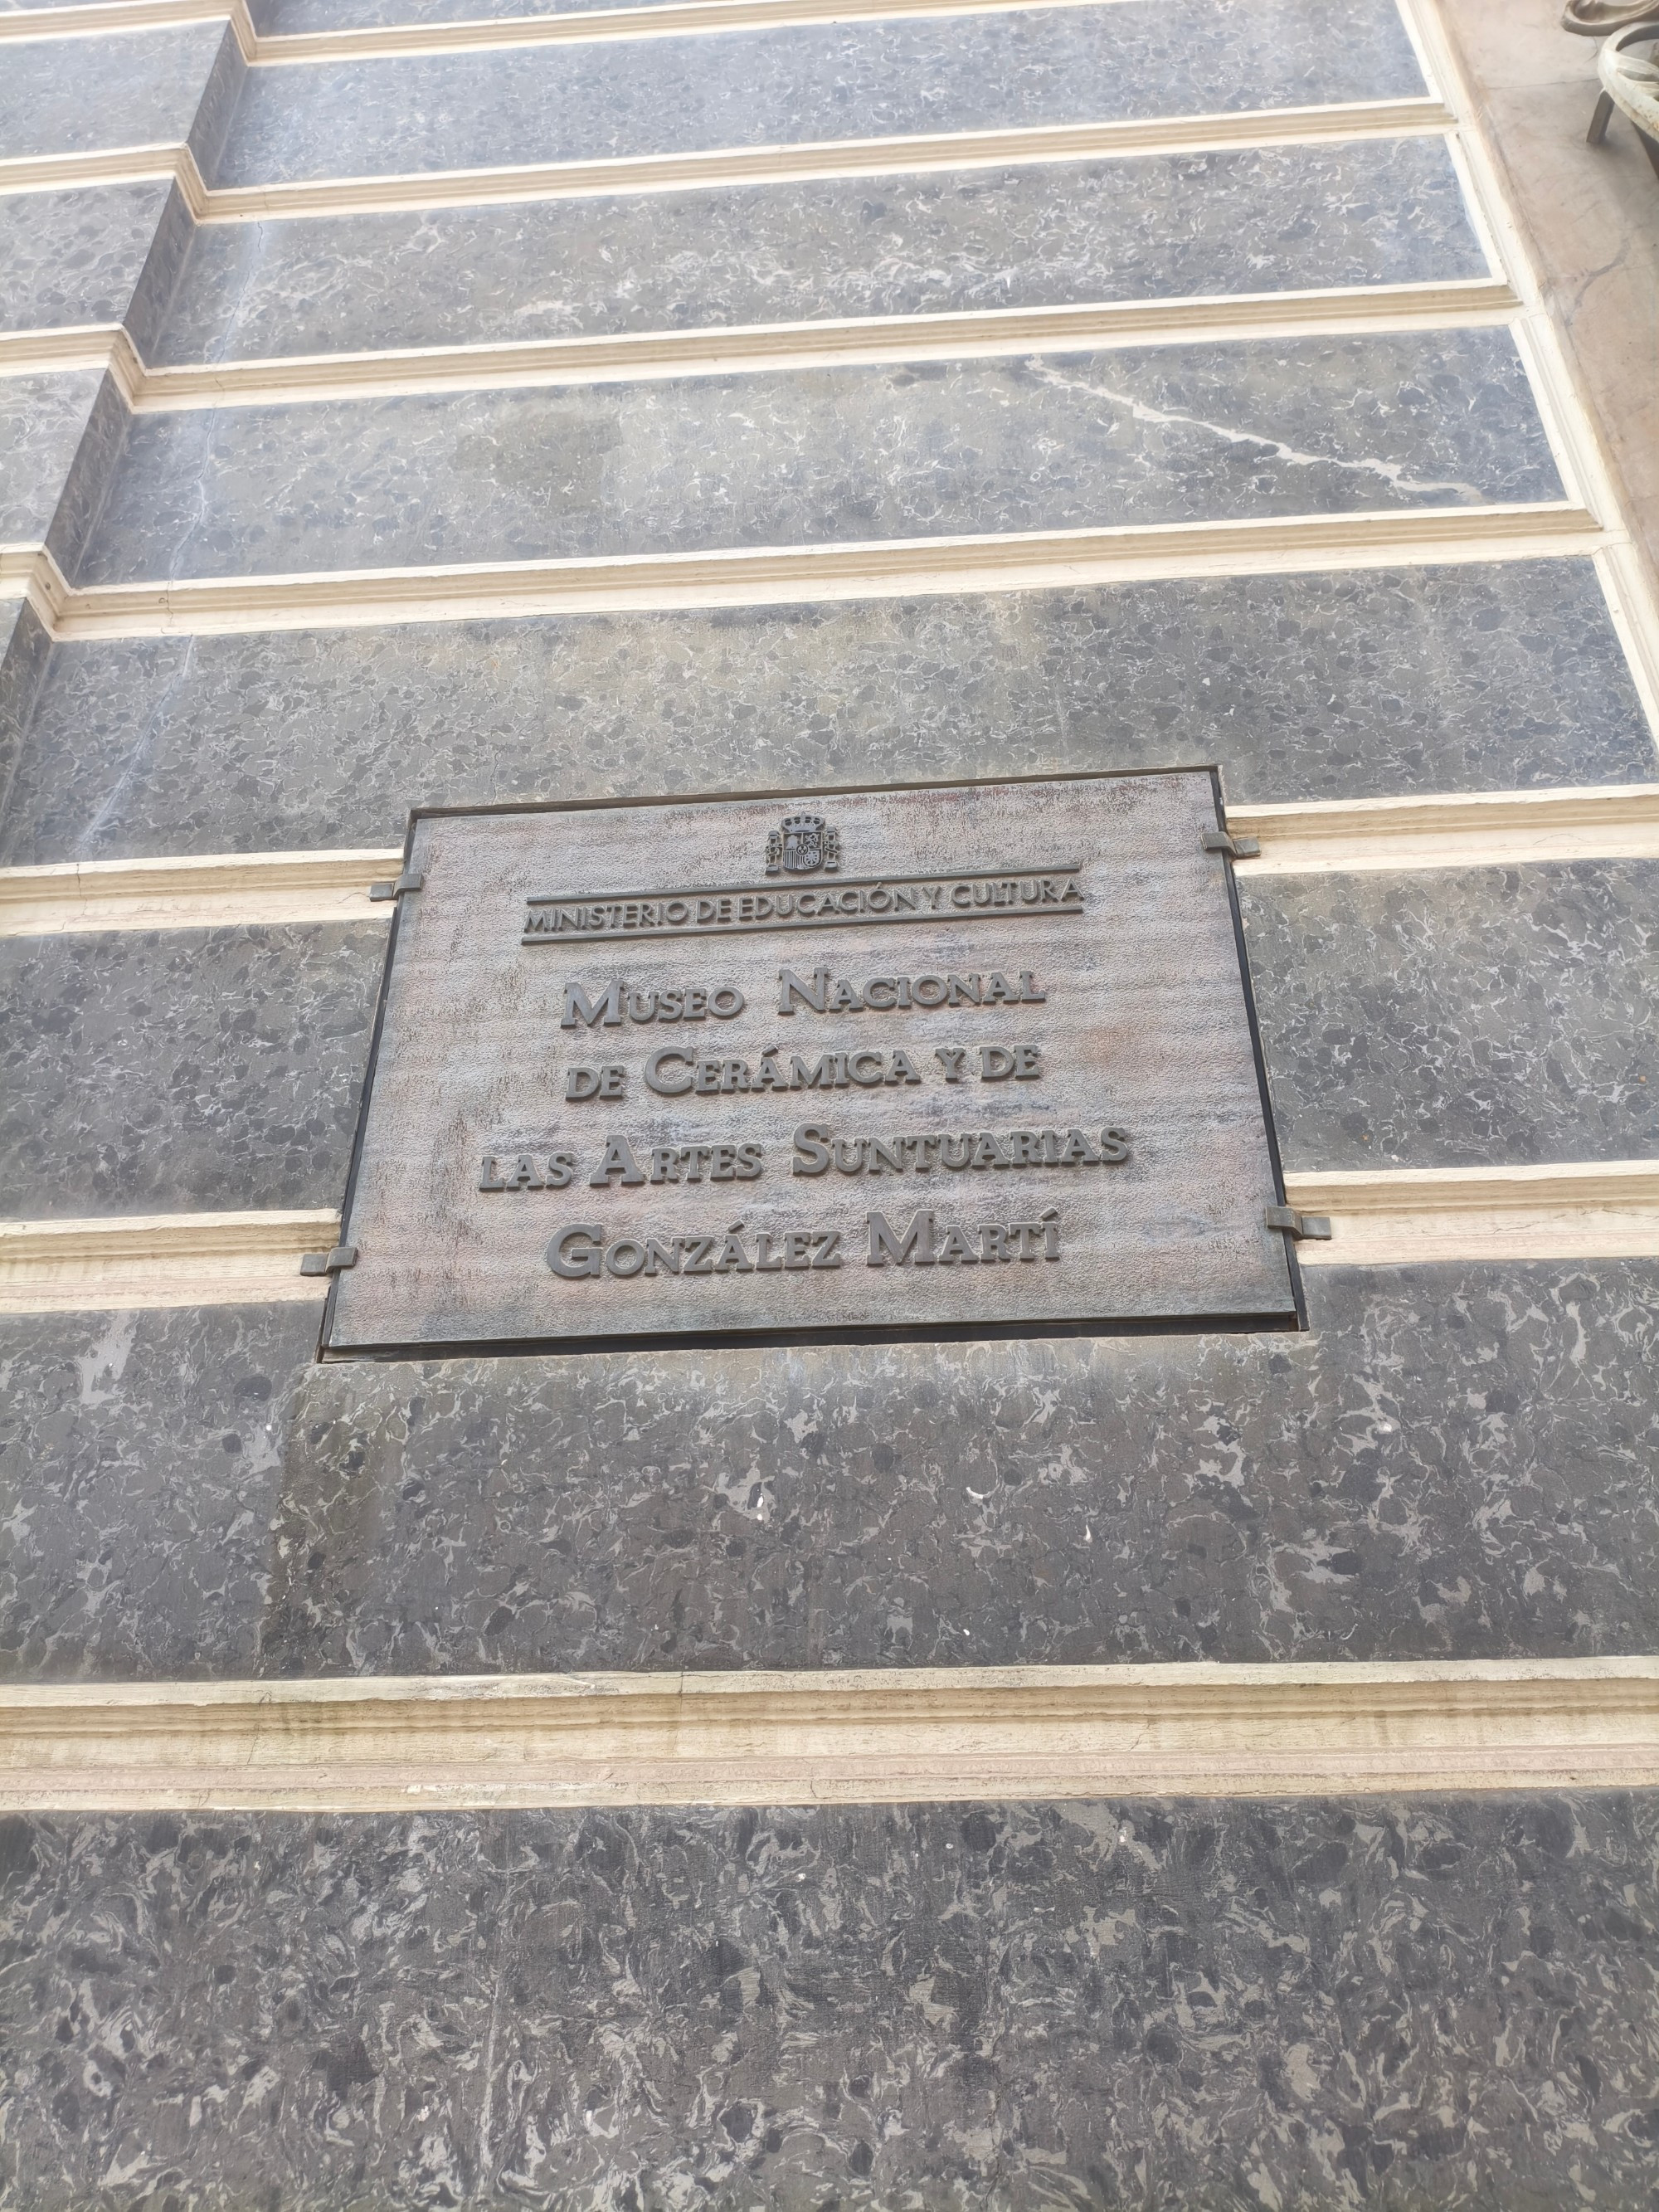 MINISTERIO DE EDUCACIÓN Y CULTURA
MUSEO NACIONAL
DE CERÁMICA Y DE
LAS ARTES SUNTUARIAS
GONZÁLEZ MARTÍ